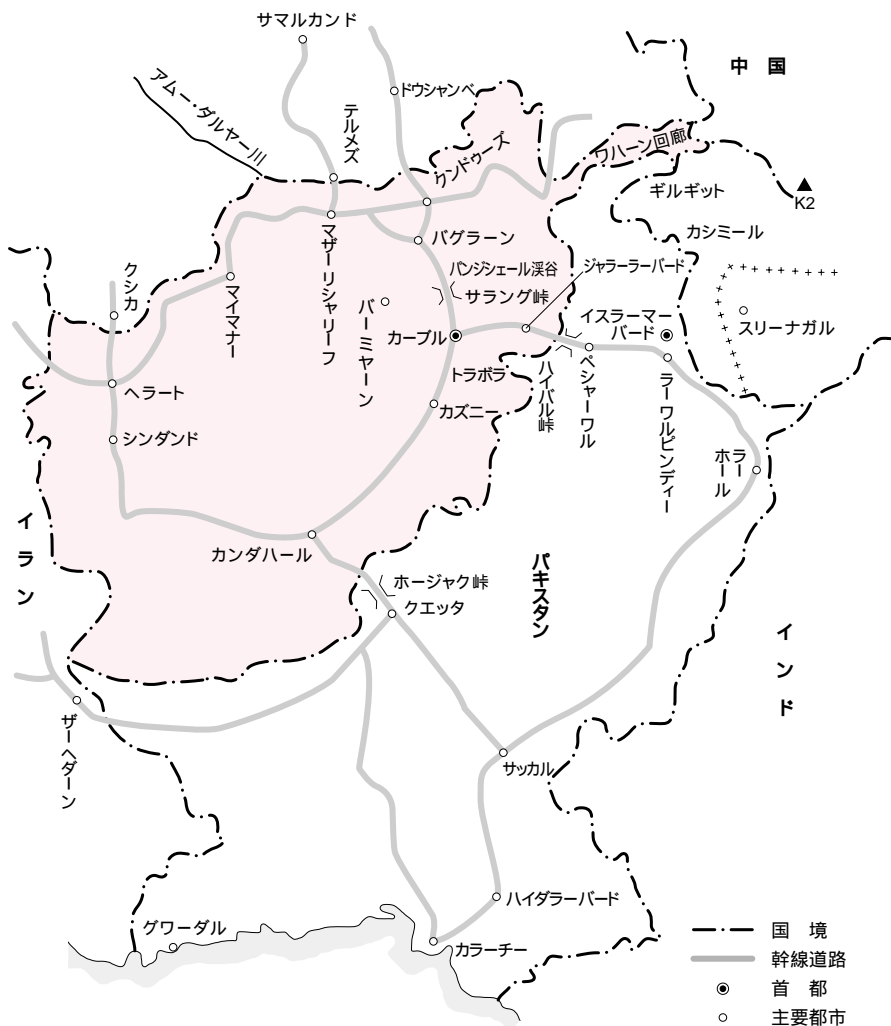 サマルカンド
中 国
ドウシャンベ
アムー・ダルヤー川
テルメズ
クンドゥーズ
ワハーン回廊
K2
ギルギット
カシミール
マザーリシャリーフ
バグラーン
パンジシェール渓谷
ジャラーラーバード
クシカ
マイマナー
バーミヤーン
サラング峠
イスラーマー
バード
スリーナガル
カーブル
ハイバル峠
ペシャーワル
ラーワルピンディー
トラボラ
ヘラート
カズニー
シンダンド
ラー
ホール
イラン
カンダハール
パキスタン
ホージャク峠
クエッタ
インド
ザーヘダーン
サッカル
ハイダラーバード
グワーダル
カラーチー
国 境
幹線道路
首 都
主要都市